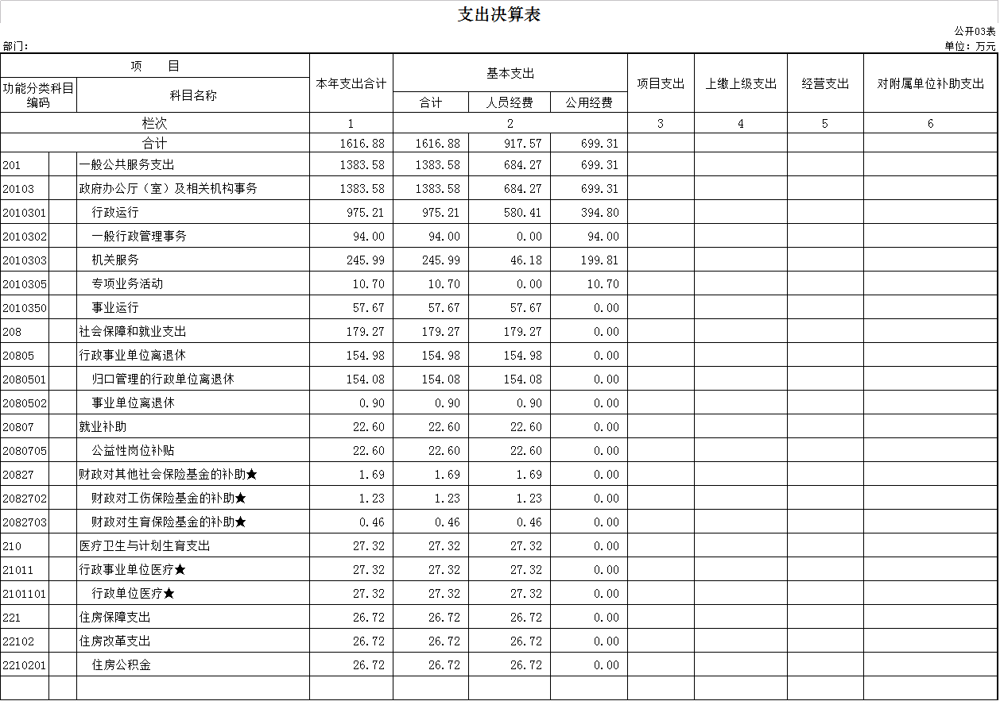 支出决算表
公开03表
部门： 单位：万元
项 目 本年支出合计 基本支出 项目支出 上缴上级支出 经营支出 对附属单位补助支出
功能分类科目编码 科目名称 合计 人员经费 公用经费
栏次 1 2 3 4 5 6
合计 1616.88 1616.88 917.57 699.31
201 一般公共服务支出 1383.58 1383.58 684.27 699.31
20103 政府办公厅（室）及相关机构事务 1383.58 1383.58 684.27 699.31
2010301 行政运行 975.21 975.21 580.41 394.80
2010302 一般行政管理事务 94.00 94.00 0.00 94.00
2010303 机关服务 245.99 245.99 46.18 199.81
2010305 专项业务活动 10.70 10.70 0.00 10.70
2010350 事业运行 57.67 57.67 57.67 0.00
208 社会保障和就业支出 179.27 179.27 179.27 0.00
20805 行政事业单位离退休 154.98 154.98 154.98 0.00
2080501 归口管理的行政单位离退休 154.08 154.08 154.08 0.00
2080502 事业单位离退休 0.90 0.90 0.90 0.00
20807 就业补助 22.60 22.60 22.60 0.00
2080705 公益性岗位补贴 22.60 22.60 22.60 0.00
20827 财政对其他社会保险基金的补助★ 1.69 1.69 1.69 0.00
2082702 财政对工伤保险基金的补助★ 1.23 1.23 1.23 0.00
2082703 财政对生育保险基金的补助★ 0.46 0.46 0.46 0.00
210 医疗卫生与计划生育支出 27.32 27.32 27.32 0.00
21011 行政事业单位医疗★ 27.32 27.32 27.32 0.00
2101101 行政单位医疗★ 27.32 27.32 27.32 0.00
221 住房保障支出 26.72 26.72 26.72 0.00
22102 住房改革支出 26.72 26.72 26.72 0.00
2210201 住房公积金 26.72 26.72 26.72 0.00